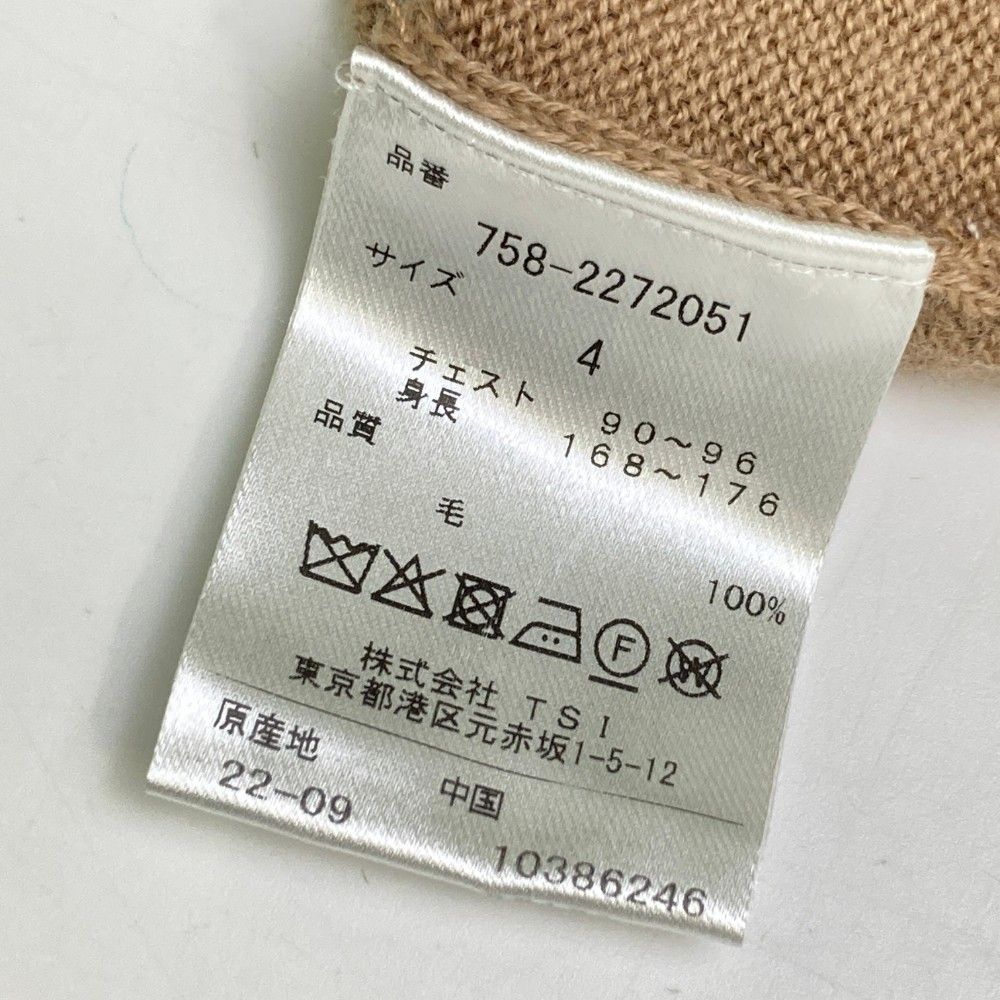 品番
758-2272051
サイズ
4
チェスト 90～96
身長 168～176
品質
毛 100%
F
W
株式会社 TSI
東京都港区元赤坂1-5-12
原産地
22-09 中国
10386246